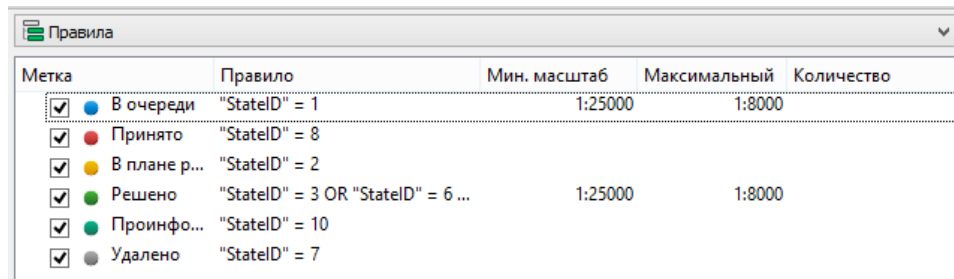 Правила
Метка Правило Мин. масштаб Максимальный Количество
В очереди "StateID" = 1 1:25000 1:8000
Принято "StateID" = 8
В плане р... "StateID" = 2
Решено "StateID" = 3 OR "StateID" = 6 ... 1:25000 1:8000
Проинфо... "StateID" = 10
Удалено "StateID" = 7